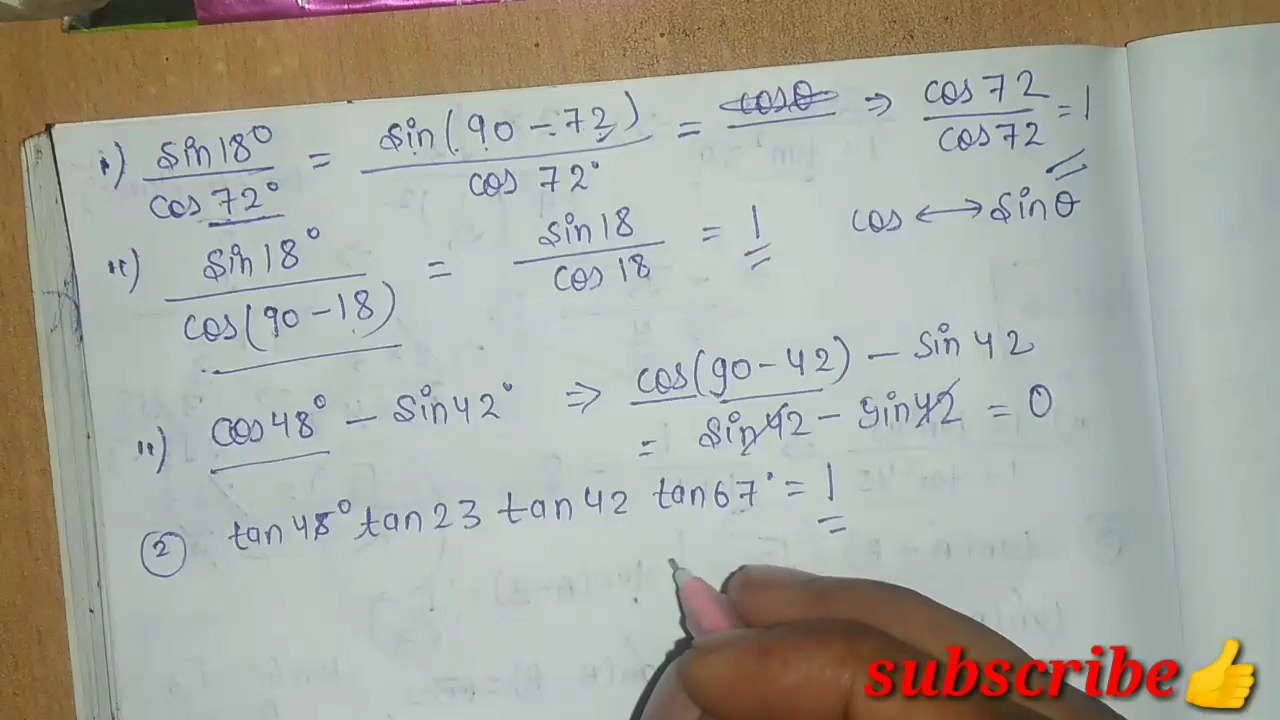 i) sin18° / cos72° = sin(90-72) / cos72° = cosθ ⇒ cos72 / cos72 = 1
cos ⟷ sinθ
ii) sin18° / cos(90-18) = sin18 / cos18 = 1
ii) cos48° - sin42° ⇒ cos(90-42) - sin42
= sin42 - sin42 = 0
② tan48° tan23 tan42 tan67° = 1
subscribe👍